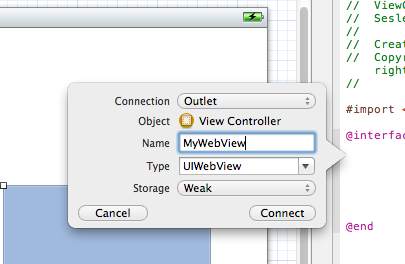 //  ViewC
//  Sesle
//
//  Creat
//  Copyr
    right
//
#import <
@interfac
@end
Connection Outlet
Object View Controller
Name MyWebView
Type UIWebView
Storage Weak
Cancel Connect